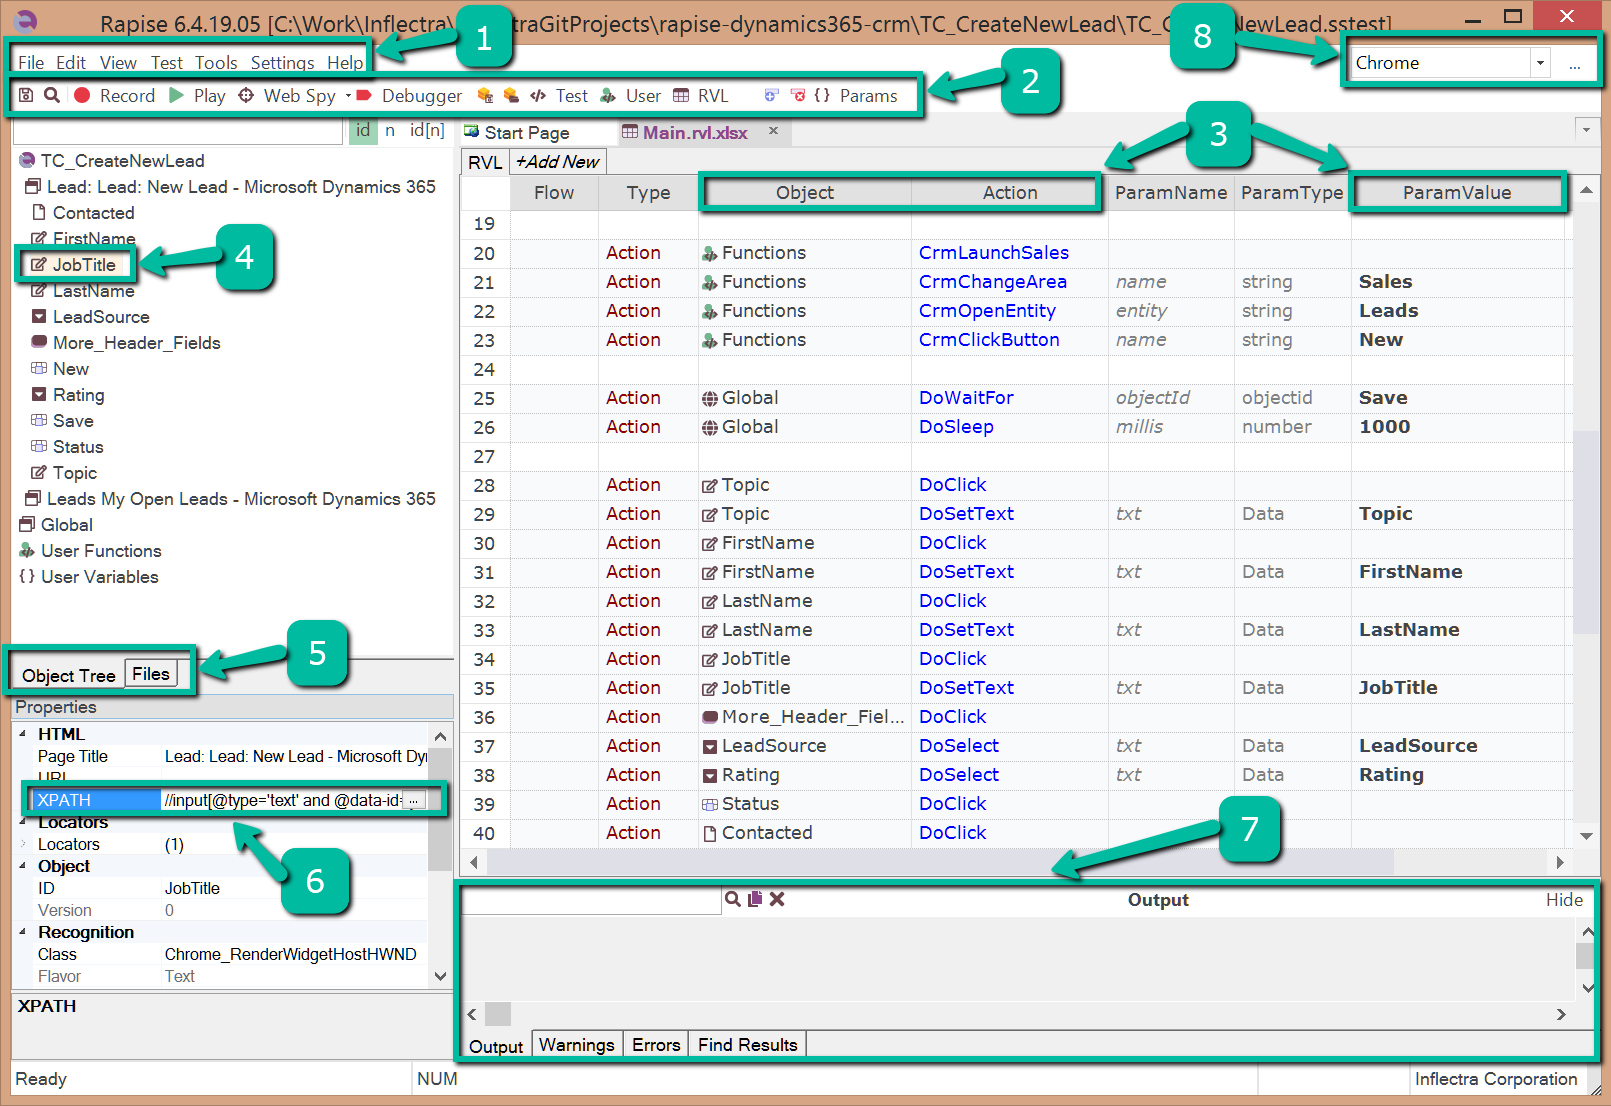 Rapise 6.4.19.05 [C:\Work\Inflectra\
traGitProjects\rapise-dynamics365-crm\TC_CreateNewLead\TC_C
NewLead.sstest]
1
8
File Edit View Test Tools Settings Help
Chrome
...
2
Record Play Web Spy Debugger Test User RVL Params
3
id n id[n]
Start Page Main.rvl.xlsx ×
RVL +Add New
Flow Type Object Action ParamName ParamType ParamValue
TC_CreateNewLead
Lead: Lead: New Lead - Microsoft Dynamics 365
Contacted
FirstName
JobTitle
4
LastName
LeadSource
More_Header_Fields
New
Rating
Save
Status
Topic
Leads My Open Leads - Microsoft Dynamics 365
Global
User Functions
{} User Variables
19
20 Action Functions CrmLaunchSales
21 Action Functions CrmChangeArea name string Sales
22 Action Functions CrmOpenEntity entity string Leads
23 Action Functions CrmClickButton name string New
24
25 Action Global DoWaitFor objectId objectid Save
26 Action Global DoSleep millis number 1000
27
28 Action Topic DoClick
29 Action Topic DoSetText txt Data Topic
30 Action FirstName DoClick
31 Action FirstName DoSetText txt Data FirstName
32 Action LastName DoClick
33 Action LastName DoSetText txt Data LastName
34 Action JobTitle DoClick
35 Action JobTitle DoSetText txt Data JobTitle
36 Action More_Header_Fiel... DoClick
37 Action LeadSource DoSelect txt Data LeadSource
38 Action Rating DoSelect txt Data Rating
39 Action Status DoClick
40 Action Contacted DoClick
5
Object Tree Files
Properties
HTML
Page Title Lead: Lead: New Lead - Microsoft Dy
URL
XPATH //input[@type='text' and @data-id= ...
Locators
Locators (1)
Object
ID JobTitle
Version 0
Recognition
Class Chrome_RenderWidgetHostHWND
Flavor Text
6
XPATH
7
Output
Hide
Output Warnings Errors Find Results
Ready
NUM
Inflectra Corporation